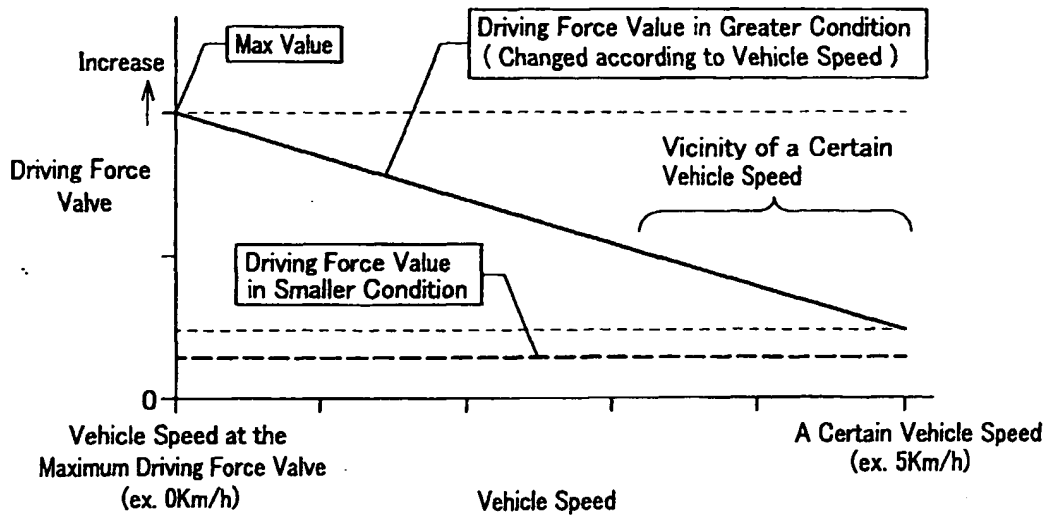 Max Value
Driving Force Value in Greater Condition
( Changed according to Vehicle Speed )
Increase
Driving Force
Valve
Vicinity of a Certain
Vehicle Speed
Driving Force Value
in Smaller Condition
0
Vehicle Speed at the
Maximum Driving Force Valve
(ex. 0Km/h)
A Certain Vehicle Speed
(ex. 5Km/h)
Vehicle Speed